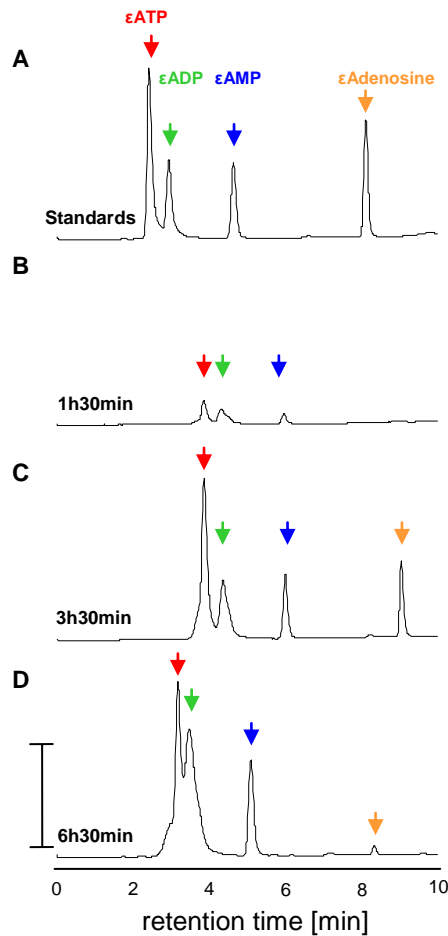 εATP
A
εADP εAMP εAdenosine
Standards
B
1h30min
C
3h30min
D
6h30min
0 2 4 6 8 10
retention time [min]